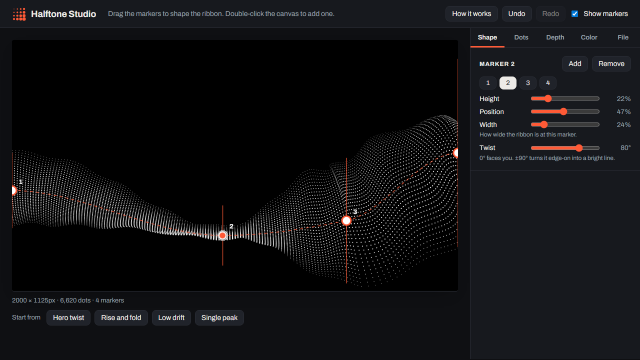 Halftone Studio
Drag the markers to shape the ribbon. Double-click the canvas to add one.
How it works
Undo
Redo
Show markers
Shape
Dots
Depth
Color
File
MARKER 2
Add
Remove
1
2
3
4
Height
22%
Position
47%
Width
24%
How wide the ribbon is at this marker.
Twist
80°
0° faces you. ±90° turns it edge-on into a bright line.
1
2
3
2000 × 1125px · 6,620 dots · 4 markers
Start from
Hero twist
Rise and fold
Low drift
Single peak